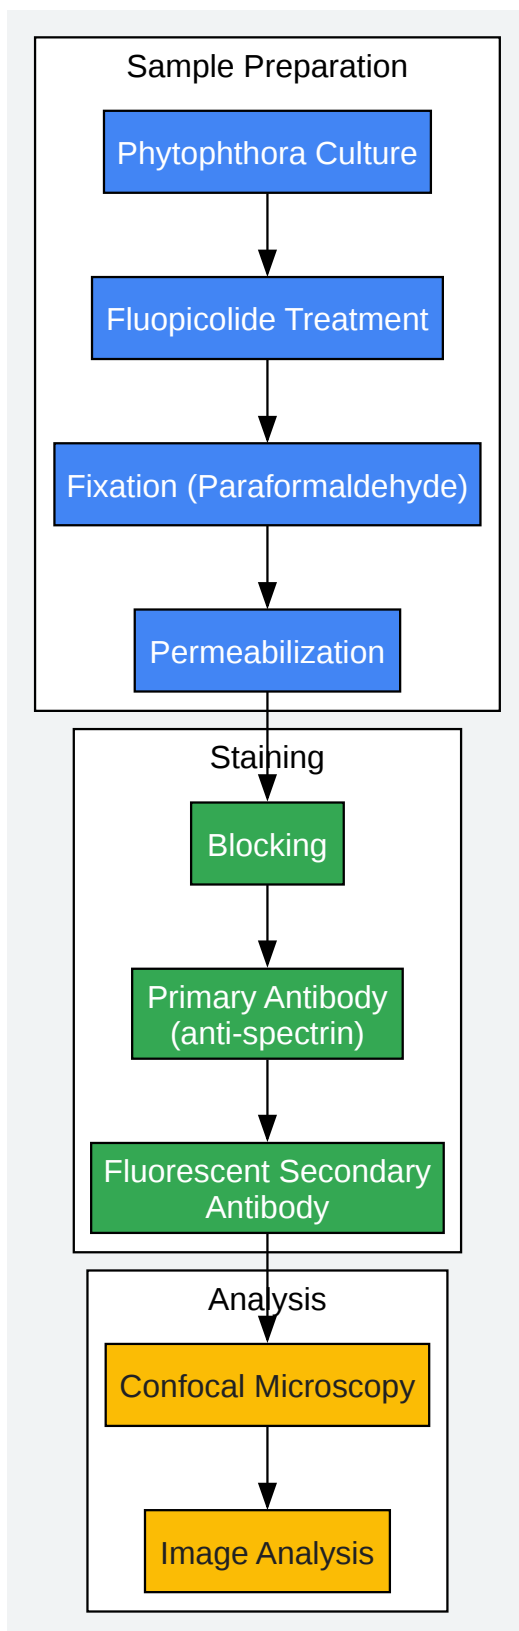 Sample Preparation
Phytophthora Culture
Fluopicolide Treatment
Fixation (Paraformaldehyde)
Permeabilization
Staining
Blocking
Primary Antibody
(anti-spectrin)
Fluorescent Secondary
Antibody
Analysis
Confocal Microscopy
Image Analysis